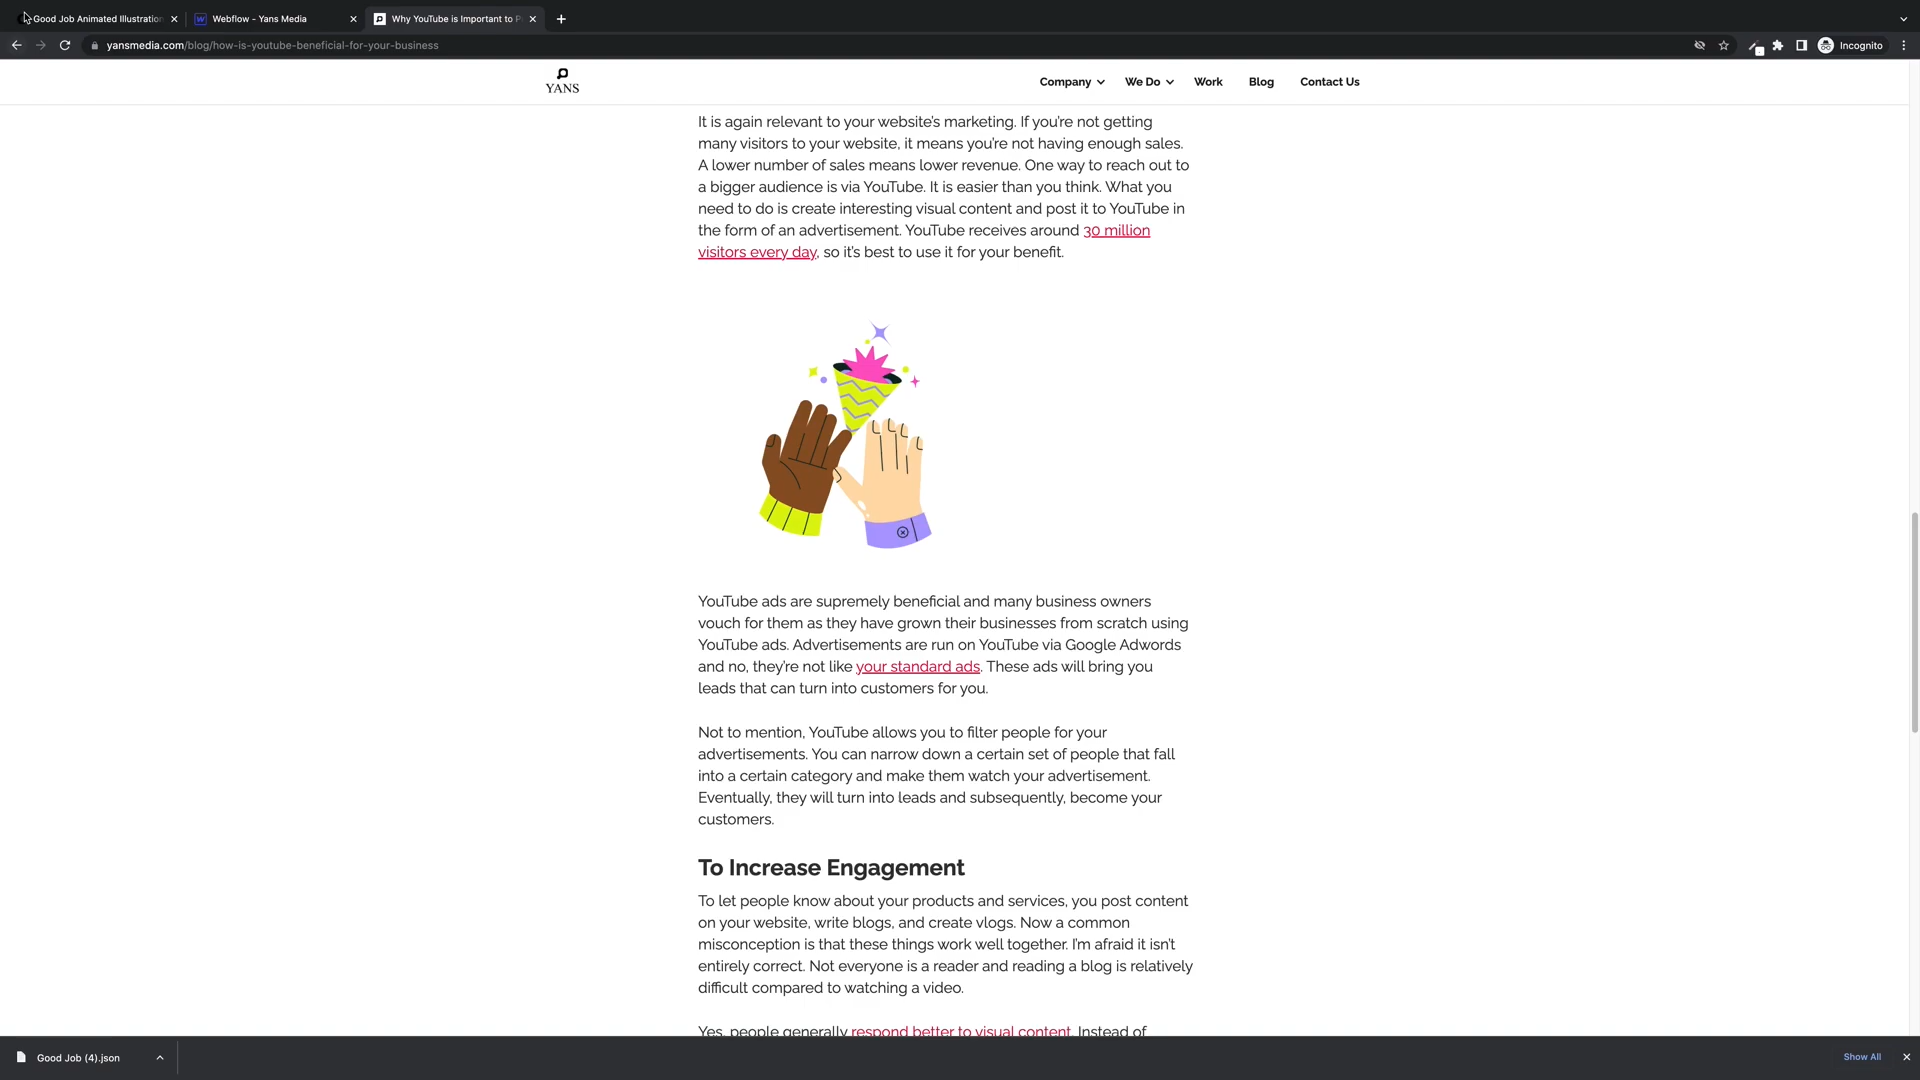 Good Job Animated Illustration
Webflow - Yans Media
Why YouTube is Important to P
yansmedia.com/blog/how-is-youtube-beneficial-for-your-business
Incognito
YANS
Company
We Do
Work
Blog
Contact Us
It is again relevant to your website's marketing. If you're not getting
many visitors to your website, it means you're not having enough sales.
A lower number of sales means lower revenue. One way to reach out to
a bigger audience is via YouTube. It is easier than you think. What you
need to do is create interesting visual content and post it to YouTube in
the form of an advertisement. YouTube receives around 30 million
visitors every day, so it's best to use it for your benefit.
YouTube ads are supremely beneficial and many business owners
vouch for them as they have grown their businesses from scratch using
YouTube ads. Advertisements are run on YouTube via Google Adwords
and no, they're not like your standard ads. These ads will bring you
leads that can turn into customers for you.
Not to mention, YouTube allows you to filter people for your
advertisements. You can narrow down a certain set of people that fall
into a certain category and make them watch your advertisement.
Eventually, they will turn into leads and subsequently, become your
customers.
To Increase Engagement
To let people know about your products and services, you post content
on your website, write blogs, and create vlogs. Now a common
misconception is that these things work well together. I'm afraid it isn't
entirely correct. Not everyone is a reader and reading a blog is relatively
difficult compared to watching a video.
Yes, people generally respond better to visual content. Instead of
Good Job (4).json
Show All